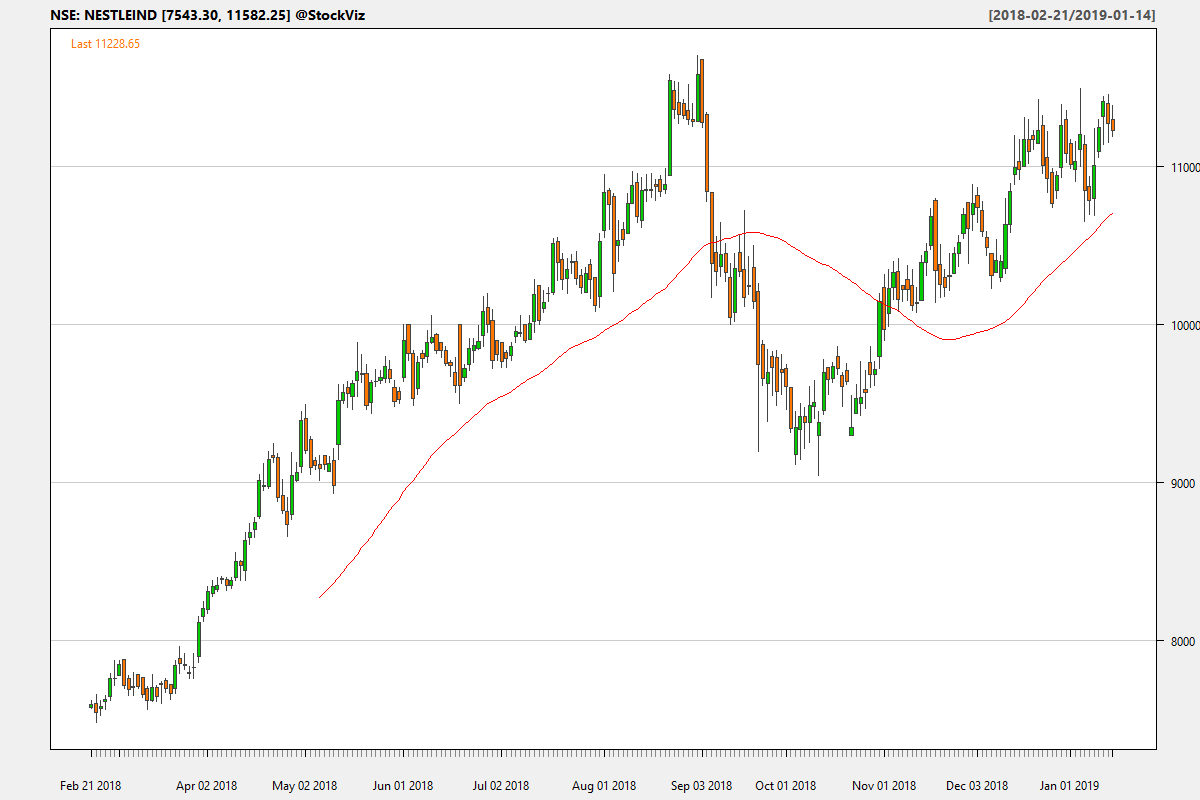 NSE: NESTLEIND [7543.30, 11582.25] @StockViz
[2018-02-21/2019-01-14]
Last 11228.65
11000
10000
9000
8000
Feb 21 2018
Apr 02 2018
May 02 2018
Jun 01 2018
Jul 02 2018
Aug 01 2018
Sep 03 2018
Oct 01 2018
Nov 01 2018
Dec 03 2018
Jan 01 2019